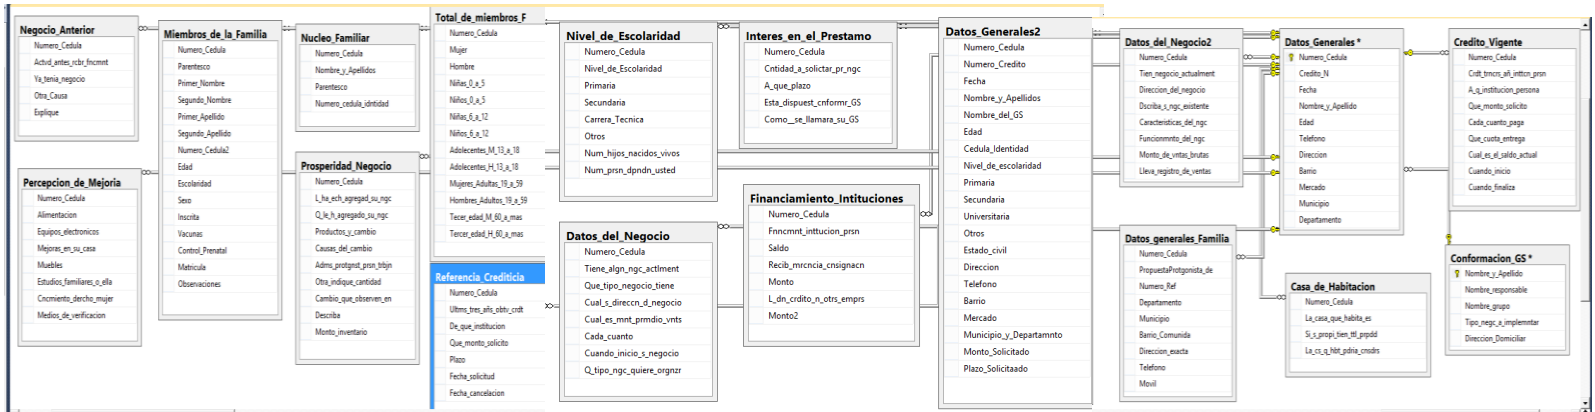 Negocio_Anterior
Numero_Cedula
Actvd_antes_rcbr_fncmnt
Ya_tenia_negocio
Otra_Causa
Explique
Percepcion_de_Mejoria
Numero_Cedula
Alimentacion
Equipos_electronicos
Mejoras_en_su_casa
Muebles
Estudios_familiares_o_ella
Cncmiento_dercho_mujer
Medios_de_verificacion
Miembros_de_la_Familia
Numero_Cedula
Parentesco
Primer_Nombre
Segundo_Nombre
Primer_Apellido
Segundo_Apellido
Numero_Cedula2
Edad
Escolaridad
Sexo
Inscrita
Vacunas
Control_Prenatal
Matricula
Observaciones
Nucleo_Familiar
Numero_Cedula
Nombre_y_Apellidos
Parentesco
Numero_cedula_idntidad
Prosperidad_Negocio
Numero_Cedula
L_ha_ech_agregad_su_ngc
Q_le_h_agregado_su_ngc
Productos_y_cambio
Causas_del_cambio
Adms_protgnst_prsn_trbjn
Otra_indique_cantidad
Cambio_que_observen_en
Describa
Monto_inventario
Total_de_miembros_F
Numero_Cedula
Mujer
Hombre
Niñas_0_a_5
Niños_0_a_5
Niñas_6_a_12
Niños_6_a_12
Adolecentes_M_13_a_18
Adolecentes_H_13_a_18
Mujeres_Adultas_19_a_59
Hombres_Adultos_19_a_59
Tecer_edad_M_60_a_mas
Tercer_edad_H_60_a_mas
Referencia_Crediticia
Numero_Cedula
Ultms_tres_años_obtv_crdt
De_que_institucion
Que_monto_solicito
Plazo
Fecha_solicitud
Fecha_cancelacion
Nivel_de_Escolaridad
Numero_Cedula
Nivel_de_Escolaridad
Primaria
Secundaria
Carrera_Tecnica
Otros
Num_hijos_nacidos_vivos
Num_prsn_dpndn_usted
Datos_del_Negocio
Numero_Cedula
Tiene_algn_ngc_actlment
Que_tipo_negocio_tiene
Cual_s_direccn_d_negocio
Cual_es_mnt_prmdio_vnts
Cada_cuanto
Cuando_inicio_s_negocio
Q_tipo_ngc_quiere_orgnzr
Interes_en_el_Prestamo
Numero_Cedula
Cntidad_a_solictar_pr_ngc
A_que_plazo
Esta_dispuest_cnformr_GS
Como__se_llamara_su_GS
Financiamiento_Intituciones
Numero_Cedula
Fnncmnt_inttucion_prsn
Saldo
Recib_mrcncia_cnsignacn
Monto
L_dn_crdito_n_otrs_emprs
Monto2
Datos_Generales2
Numero_Cedula
Numero_Credito
Fecha
Nombre_y_Apellidos
Nombre_del_GS
Edad
Cedula_Identidad
Nivel_de_escolaridad
Primaria
Secundaria
Universitaria
Otros
Estado_civil
Direccion
Telefono
Barrio
Mercado
Municipio_y_Departamnto
Monto_Solicitado
Plazo_Solicitaado
Datos_del_Negocio2
Numero_Cedula
Tien_negocio_actualment
Direccion_del_negocio
Dscriba_s_ngc_existente
Caracteristicas_del_ngc
Funcionmnto_del_ngc
Monto_de_vntas_brutas
Lleva_registro_de_ventas
Datos_generales_Familia
Numero_Cedula
PropuestaProtgonista_de
Numero_Ref
Departamento
Municipio
Barrio_Comunida
Direccion_exacta
Telefono
Movil
Datos_Generales *
Numero_Cedula
Credito_N
Fecha
Nombre_y_Apellido
Edad
Telefono
Direccion
Barrio
Mercado
Municipio
Departamento
Casa_de_Habitacion
Numero_Cedula
La_casa_que_habita_es
Si_s_propi_tien_ttl_prpdd
La_cs_q_hbt_pdria_cnsdrs
Credito_Vigente
Numero_Cedula
Crdt_trncrs_añ_inttcn_prsn
A_q_institucion_persona
Que_monto_solicito
Cada_cuanto_paga
Que_cuota_entrega
Cual_es_el_saldo_actual
Cuando_inicio
Cuando_finaliza
Conformacion_GS *
Nombre_y_Apellido
Nombre_responsable
Nombre_grupo
Tipo_negc_a_implemntar
Direccion_Domiciliar